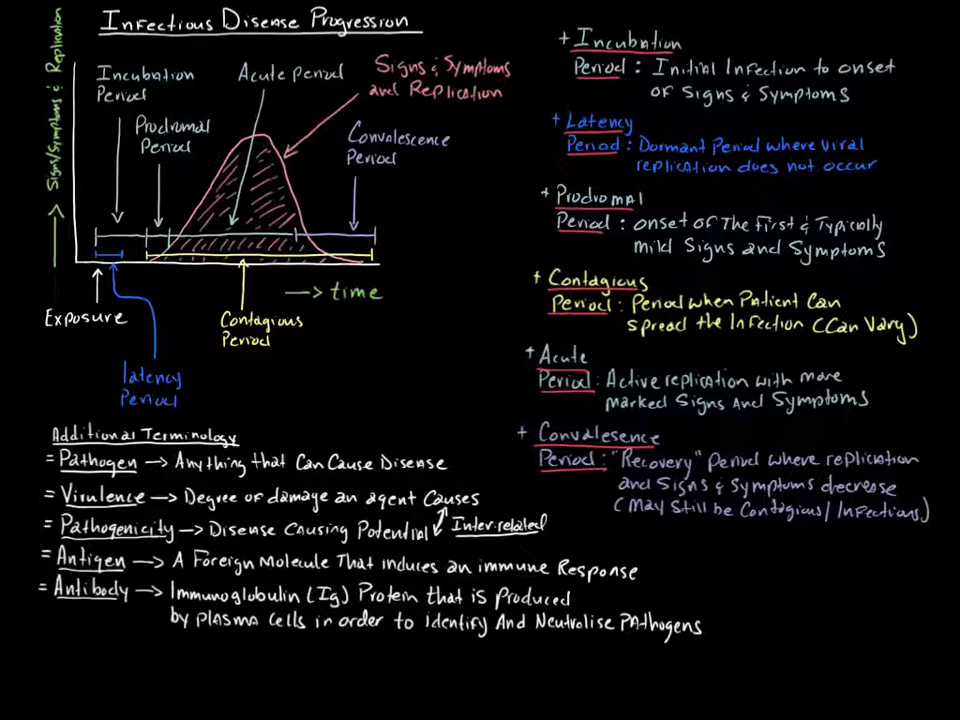 Infectious Disease Progression
Signs/Symptoms & Replication
Incubation
Period
Prodromal
Period
Acute period
Signs & Symptoms
and Replication
Convalescence
Period
Exposure
latency
Period
Contagious
Period
time
+ Incubation
Period : Initial Infection to onset
of Signs & Symptoms
+ Latency
Period : Dormant Period where viral
replication does not occur
+ Prodromal
Period : onset of The First & Typically
mild Signs and Symptoms
+ Contagious
Period : Period when Patient Can
spread the Infection (Can Vary)
+ Acute
Period : Active replication with more
marked Signs And Symptoms
+ Convalesence
Period : "Recovery" Period where replication
and Signs & Symptoms decrease
(May Still be Contagious/Infections)
Additional Terminology
= Pathogen → Anything that Can Cause Disease
= Virulence → Degree of damage an agent Causes
= Pathogenicity → Disease Causing Potential Inter-related
= Antigen → A Foreign Molecule That induces an immune Response
= Antibody → Immunoglobulin (Ig) Protein that is produced
by plasma cells in order to identify And Neutralise Pathogens